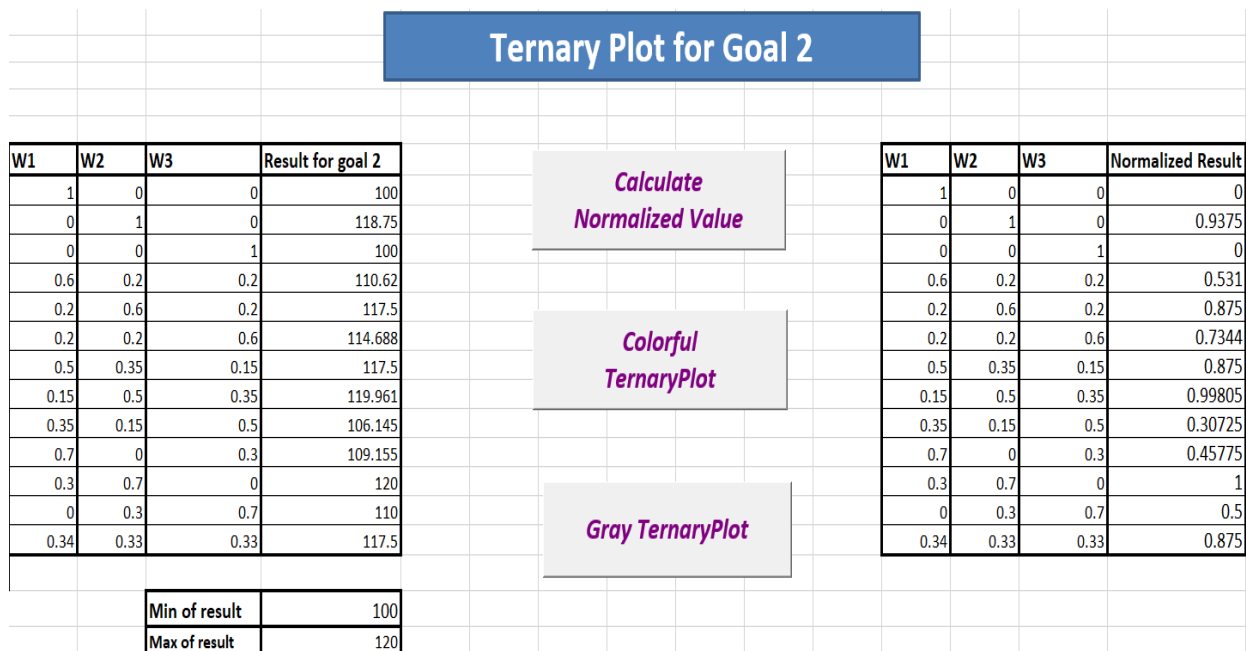 Ternary Plot for Goal 2
W1 W2 W3 Result for goal 2
1 0 0 100
0 1 0 118.75
0 0 1 100
0.6 0.2 0.2 110.62
0.2 0.6 0.2 117.5
0.2 0.2 0.6 114.688
0.5 0.35 0.15 117.5
0.15 0.5 0.35 119.961
0.35 0.15 0.5 106.145
0.7 0 0.3 109.155
0.3 0.7 0 120
0 0.3 0.7 110
0.34 0.33 0.33 117.5
Min of result 100
Max of result 120
Calculate
Normalized Value
Colorful
TernaryPlot
Gray TernaryPlot
W1 W2 W3 Normalized Result
1 0 0 0
0 1 0 0.9375
0 0 1 0
0.6 0.2 0.2 0.531
0.2 0.6 0.2 0.875
0.2 0.2 0.6 0.7344
0.5 0.35 0.15 0.875
0.15 0.5 0.35 0.99805
0.35 0.15 0.5 0.30725
0.7 0 0.3 0.45775
0.3 0.7 0 1
0 0.3 0.7 0.5
0.34 0.33 0.33 0.875